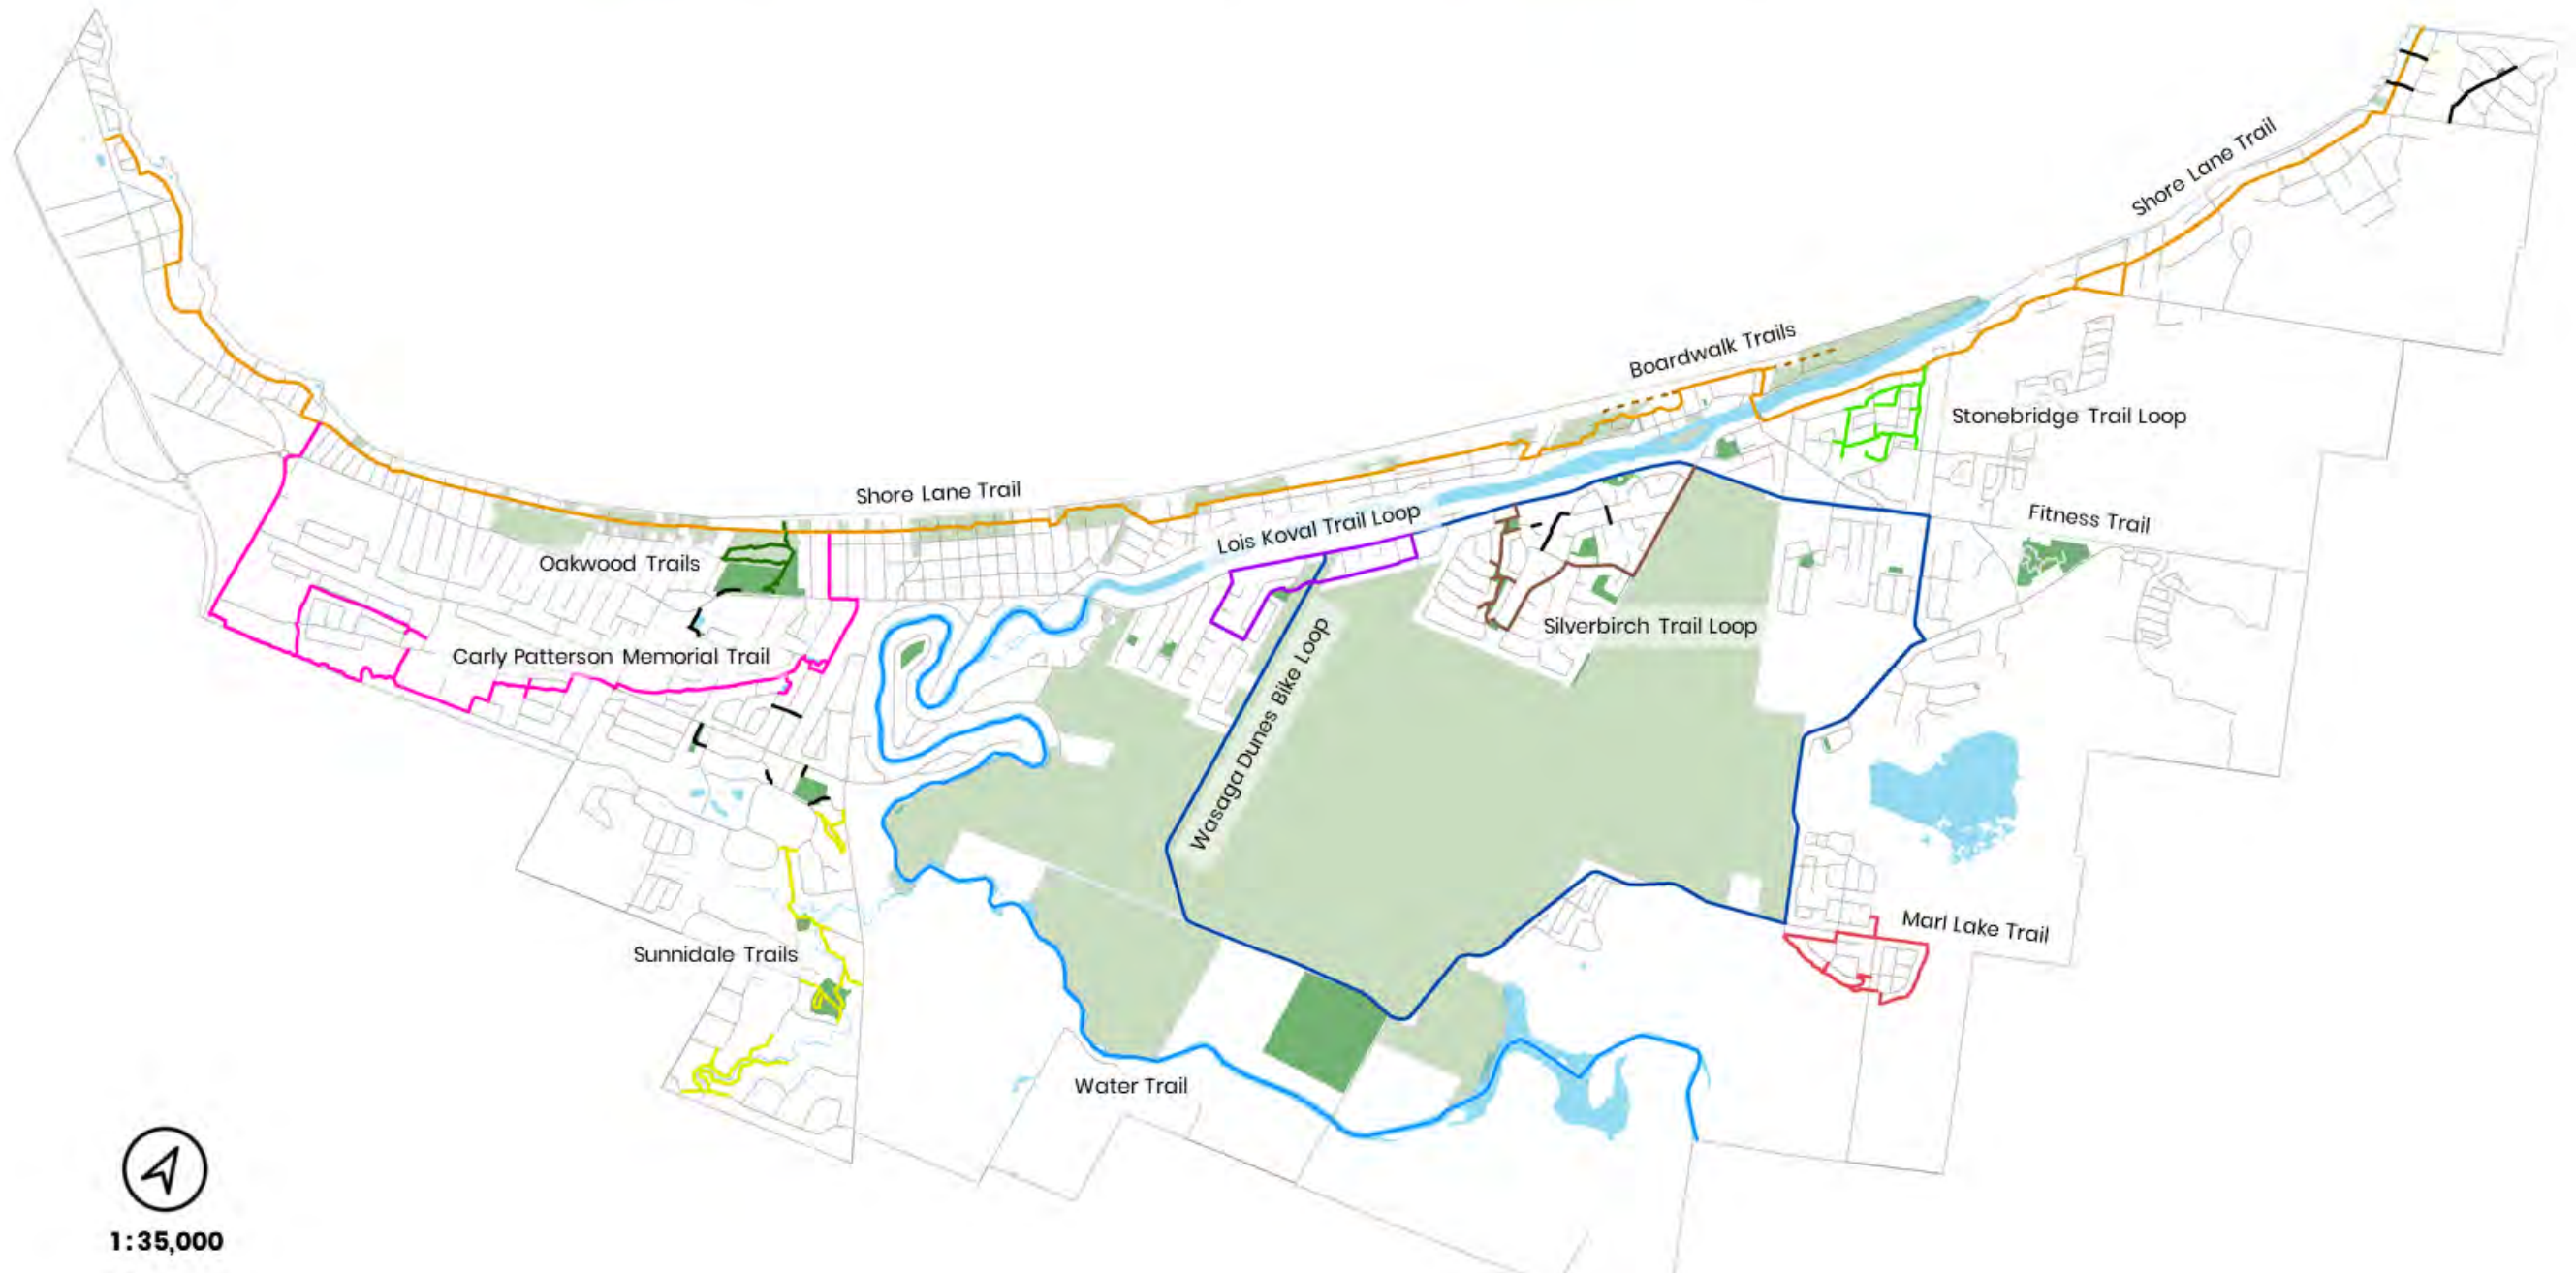 Shore Lane Trail
Boardwalk Trails
Stonebridge Trail Loop
Shore Lane Trail
Fitness Trail
Lois Koval Trail Loop
Oakwood Trails
Silverbirch Trail Loop
Carly Patterson Memorial Trail
Wasaga Dunes Bike Loop
Marl Lake Trail
Sunnidale Trails
Water Trail
1:35,000